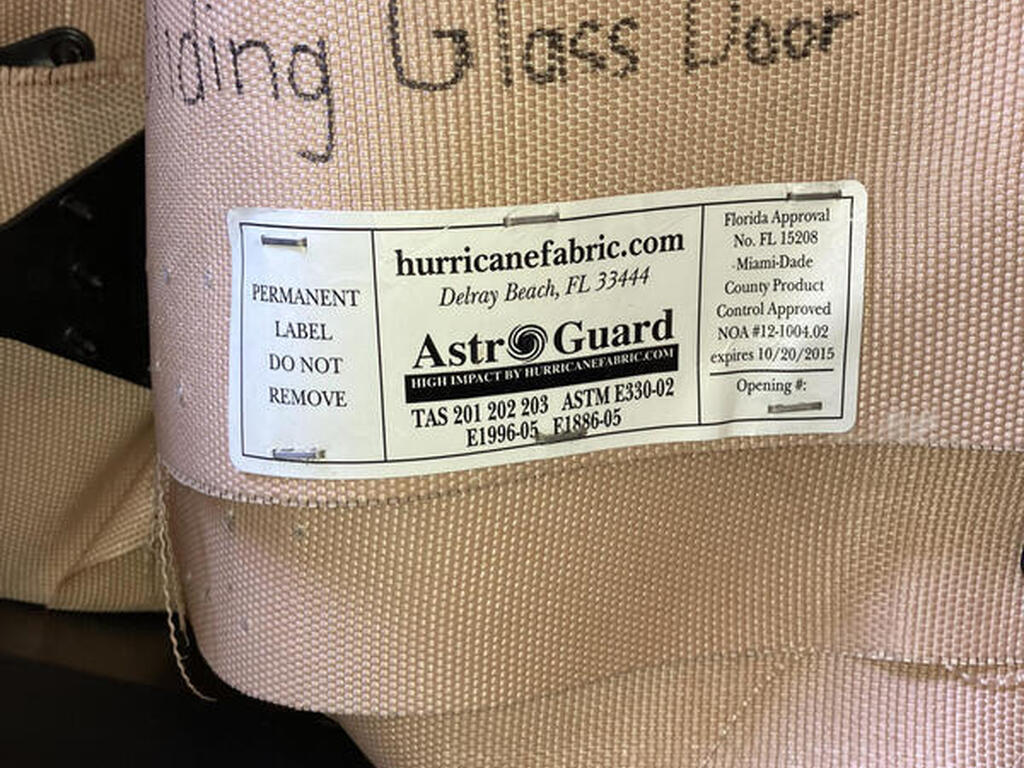 iding Glass Door
PERMANENT
LABEL
DO NOT
REMOVE
hurricanefabric.com
Delray Beach, FL 33444
Astro Guard
HIGH IMPACT BY HURRICANEFABRIC.COM
TAS 201 202 203 ASTM E330-02
E1996-05 E1886-05
Florida Approval
No. FL 15208
-Miami-Dade
County Product
Control Approved
NOA #12-1004.02
expires 10/20/2015
Opening #: